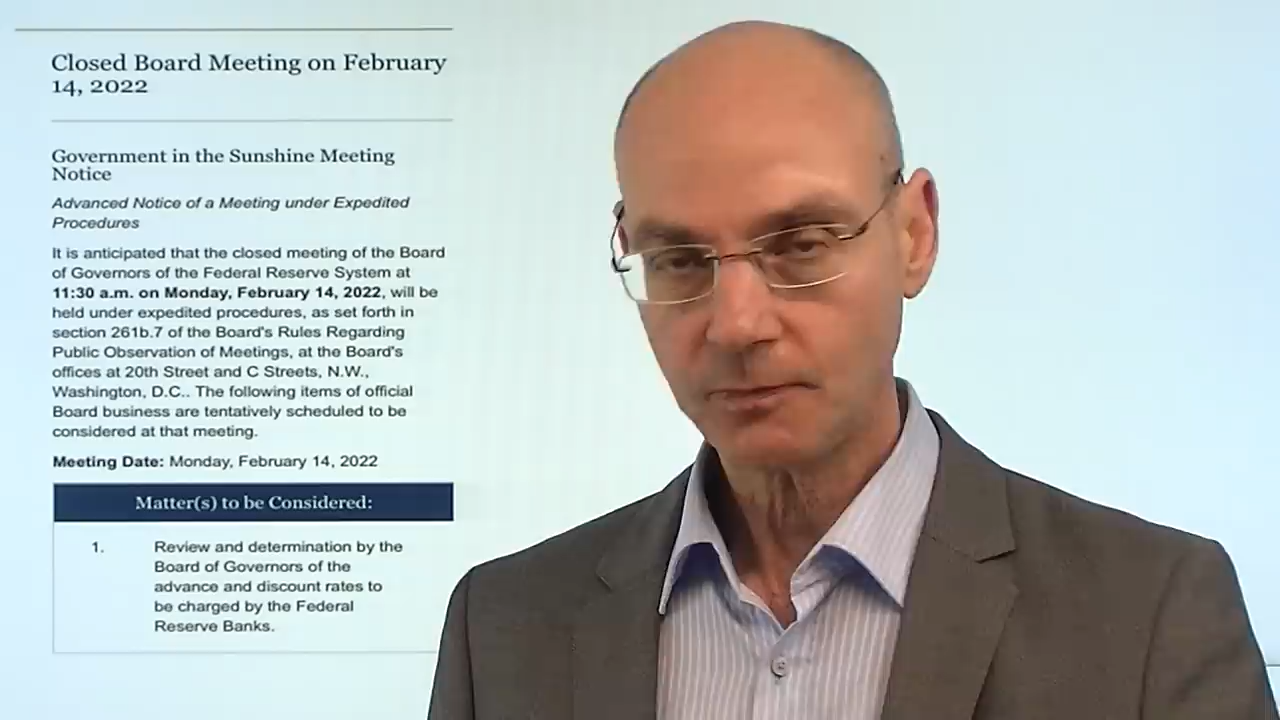 Closed Board Meeting on February
14, 2022
Government in the Sunshine Meeting
Notice
Advanced Notice of a Meeting under Expedited
Procedures
It is anticipated that the closed meeting of the Board
of Governors of the Federal Reserve System at
11:30 a.m. on Monday, February 14, 2022, will be
held under expedited procedures, as set forth in
section 261b.7 of the Board's Rules Regarding
Public Observation of Meetings, at the Board's
offices at 20th Street and C Streets, N.W.,
Washington, D.C.. The following items of official
Board business are tentatively scheduled to be
considered at that meeting.
Meeting Date: Monday, February 14, 2022
Matter(s) to be Considered:
1. Review and determination by the
Board of Governors of the
advance and discount rates to
be charged by the Federal
Reserve Banks.